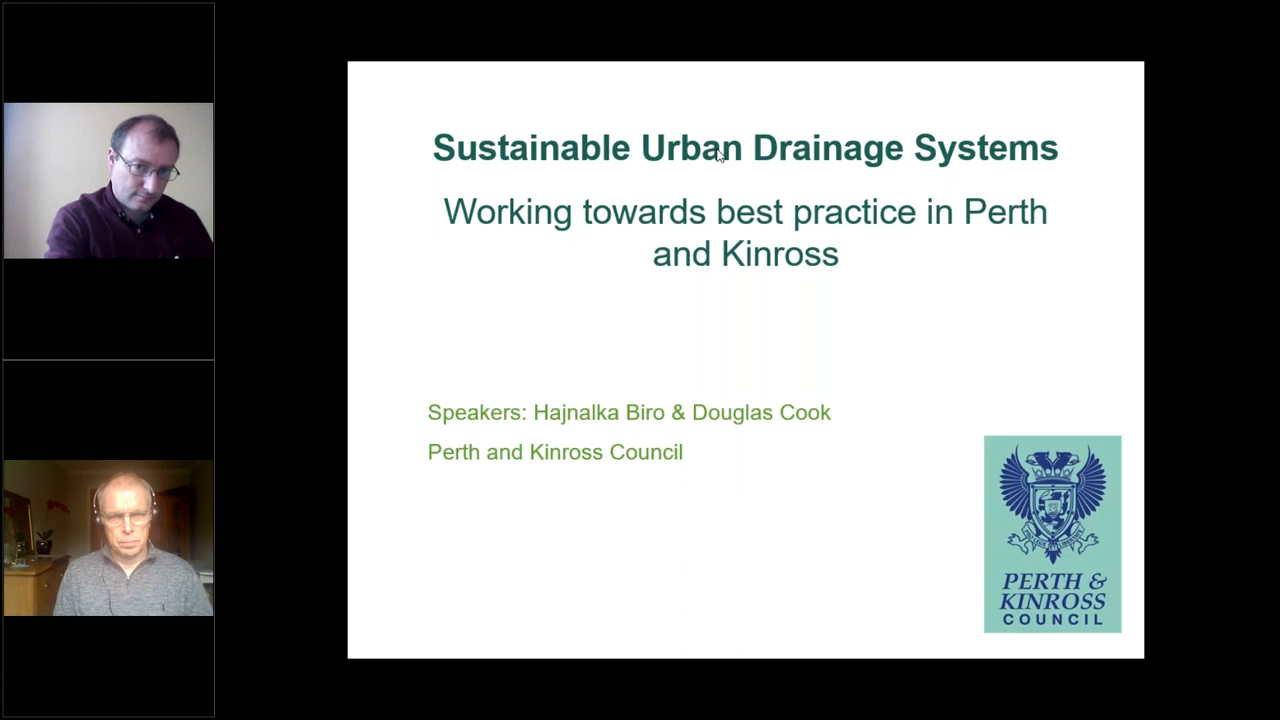 Sustainable Urban Drainage Systems
Working towards best practice in Perth
and Kinross
Speakers: Hajnalka Biro & Douglas Cook
Perth and Kinross Council
PERTH &
KINROSS
COUNCIL